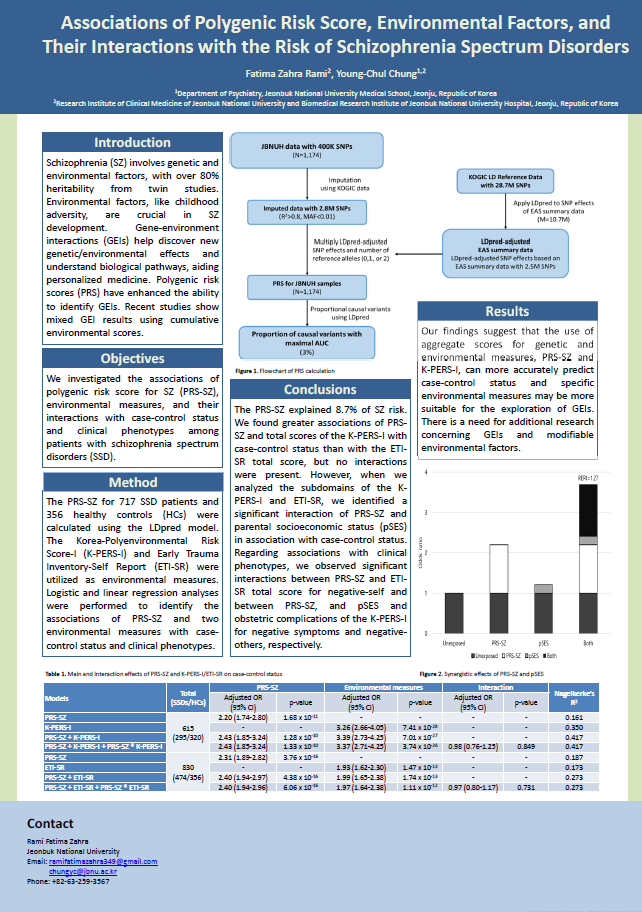 Associations of Polygenic Risk Score, Environmental Factors, and
Their Interactions with the Risk of Schizophrenia Spectrum Disorders
Fatima Zahra Rami², Young-Chul Chung¹,²
¹Department of Psychiatry, Jeonbuk National University Medical School, Jeonju, Republic of Korea
²Research Institute of Clinical Medicine of Jeonbuk National University and Biomedical Research Institute of Jeonbuk National University Hospital, Jeonju, Republic of Korea
Introduction
Schizophrenia (SZ) involves genetic and
environmental factors, with over 80%
heritability from twin studies.
Environmental factors, like childhood
adversity, are crucial in SZ
development. Gene-environment
interactions (GEIs) help discover new
genetic/environmental effects and
understand biological pathways, aiding
personalized medicine. Polygenic risk
scores (PRS) have enhanced the ability
to identify GEIs. Recent studies show
mixed GEI results using cumulative
environmental scores.
Objectives
We investigated the associations of
polygenic risk score for SZ (PRS-SZ),
environmental measures, and their
interactions with case-control status
and clinical phenotypes among
patients with schizophrenia spectrum
disorders (SSD).
Method
The PRS-SZ for 717 SSD patients and
356 healthy controls (HCs) were
calculated using the LDpred model.
The Korea-Polyenvironmental Risk
Score-I (K-PERS-I) and Early Trauma
Inventory-Self Report (ETI-SR) were
utilized as environmental measures.
Logistic and linear regression analyses
were performed to identify the
associations of PRS-SZ and two
environmental measures with case-
control status and clinical phenotypes.
JBNUH data with 400K SNPs
(N=1,174)
Imputation
using KOGIC data
Imputed data with 2.8M SNPs
(R²>0.8, MAF<0.01)
Multiply LDpred-adjusted
SNP effects and number of
reference alleles (0,1, or 2)
PRS for JBNUH samples
(N=1,174)
Proportional causal variants
using LDpred
Proportion of causal variants with
maximal AUC
(3%)
KOGIC LD Reference Data
with 28.7M SNPs
Apply LDpred to SNP effects
of EAS summary data
(M=10.7M)
LDpred-adjusted
EAS summary data
LDpred-adjusted SNP effects based on
EAS summary data with 2.5M SNPs
Figure 1. Flowchart of PRS calculation
Conclusions
The PRS-SZ explained 8.7% of SZ risk.
We found greater associations of PRS-
SZ and total scores of the K-PERS-I with
case-control status than with the ETI-
SR total score, but no interactions
were present. However, when we
analyzed the subdomains of the K-
PERS-I and ETI-SR, we identified a
significant interaction of PRS-SZ and
parental socioeconomic status (pSES)
in association with case-control status.
Regarding associations with clinical
phenotypes, we observed significant
interactions between PRS-SZ and ETI-
SR total score for negative-self and
between PRS-SZ, and pSES and
obstetric complications of the K-PERS-I
for negative symptoms and negative-
others, respectively.
Results
Our findings suggest that the use of
aggregate scores for genetic and
environmental measures, PRS-SZ and
K-PERS-I, can more accurately predict
case-control status and specific
environmental measures may be more
suitable for the exploration of GEIs.
There is a need for additional research
concerning GEIs and modifiable
environmental factors.
RERI=1.27
Odds ratio
4
3
2
1
0
Unexposed PRS-SZ pSES Both
Unexposed PRS-SZ pSES Both
Table 1. Main and interaction effects of PRS-SZ and K-PERS-I/ETI-SR on case-control status
Figure 2. Synergistic effects of PRS-SZ and pSES
Models Total (SSDs/HCs) PRS-SZ Environmental measures Interaction Nagelkerke's R²
Adjusted OR (95% CI) p-value Adjusted OR (95% CI) p-value Adjusted OR (95% CI) p-value
615 (295/320)
PRS-SZ 2.20 (1.74-2.80) 1.68 x 10⁻¹¹ - - - - 0.161
K-PERS-I - - 3.26 (2.66-4.05) 7.41 x 10⁻²⁸ - - 0.350
PRS-SZ + K-PERS-I 2.43 (1.85-3.24) 1.28 x 10⁻¹⁰ 3.39 (2.73-4.25) 7.01 x 10⁻²⁷ - - 0.417
PRS-SZ + K-PERS-I + PRS-SZ * K-PERS-I 2.43 (1.85-3.24) 1.33 x 10⁻¹⁰ 3.37 (2.71-4.25) 3.74 x 10⁻²⁶ 0.98 (0.76-1.25) 0.849 0.417
830 (474/356)
PRS-SZ 2.31 (1.89-2.82) 3.76 x 10⁻¹⁶ - - - - 0.187
ETI-SR - - 1.93 (1.62-2.30) 1.47 x 10⁻¹³ - - 0.173
PRS-SZ + ETI-SR 2.40 (1.94-2.97) 4.38 x 10⁻¹⁶ 1.99 (1.65-2.38) 1.74 x 10⁻¹³ - - 0.273
PRS-SZ + ETI-SR + PRS-SZ * ETI-SR 2.40 (1.94-2.96) 6.06 x 10⁻¹⁶ 1.97 (1.64-2.38) 1.11 x 10⁻¹² 0.97 (0.80-1.17) 0.731 0.273
Contact
Rami Fatima Zahra
Jeonbuk National University
Email: ramifatimazahra349@gmail.com
chungyc@jbnu.ac.kr
Phone: +82-63-259-3567